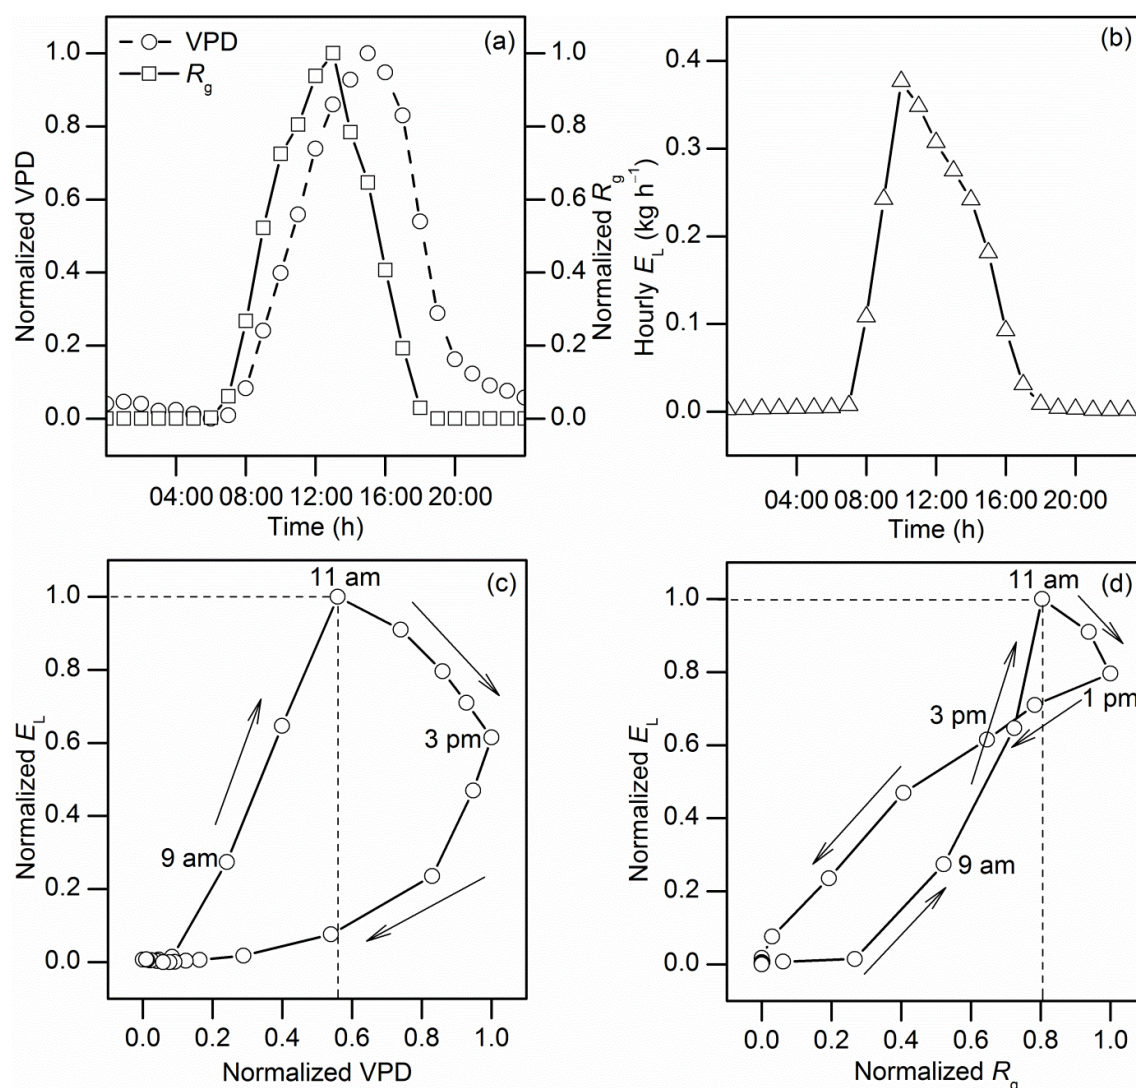 (a)
VPD
R_g
Normalized VPD
1.0
0.8
0.6
0.4
0.2
0.0
1.0
0.8
0.6
0.4
0.2
0.0
Normalized R_g
04:00 08:00 12:00 16:00 20:00
Time (h)
(b)
Hourly E_L (kg h⁻¹)
0.4
0.3
0.2
0.1
0.0
04:00 08:00 12:00 16:00 20:00
Time (h)
(c)
11 am
3 pm
9 am
Normalized E_L
1.0
0.8
0.6
0.4
0.2
0.0
0.0 0.2 0.4 0.6 0.8 1.0
Normalized VPD
(d)
11 am
1 pm
3 pm
9 am
Normalized E_L
1.0
0.8
0.6
0.4
0.2
0.0
0.0 0.2 0.4 0.6 0.8 1.0
Normalized R_g